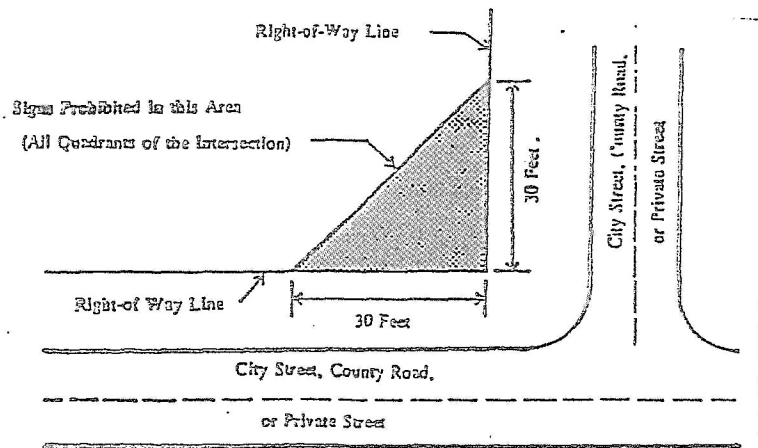 Right-of-Way Line
Signs Prohibited in this Area
(All Quadrants of the Intersection)
30 Feet.
City Street, County Road,
or Private Street
Right-of Way Line
30 Feet
City Street, County Road,
or Private Street